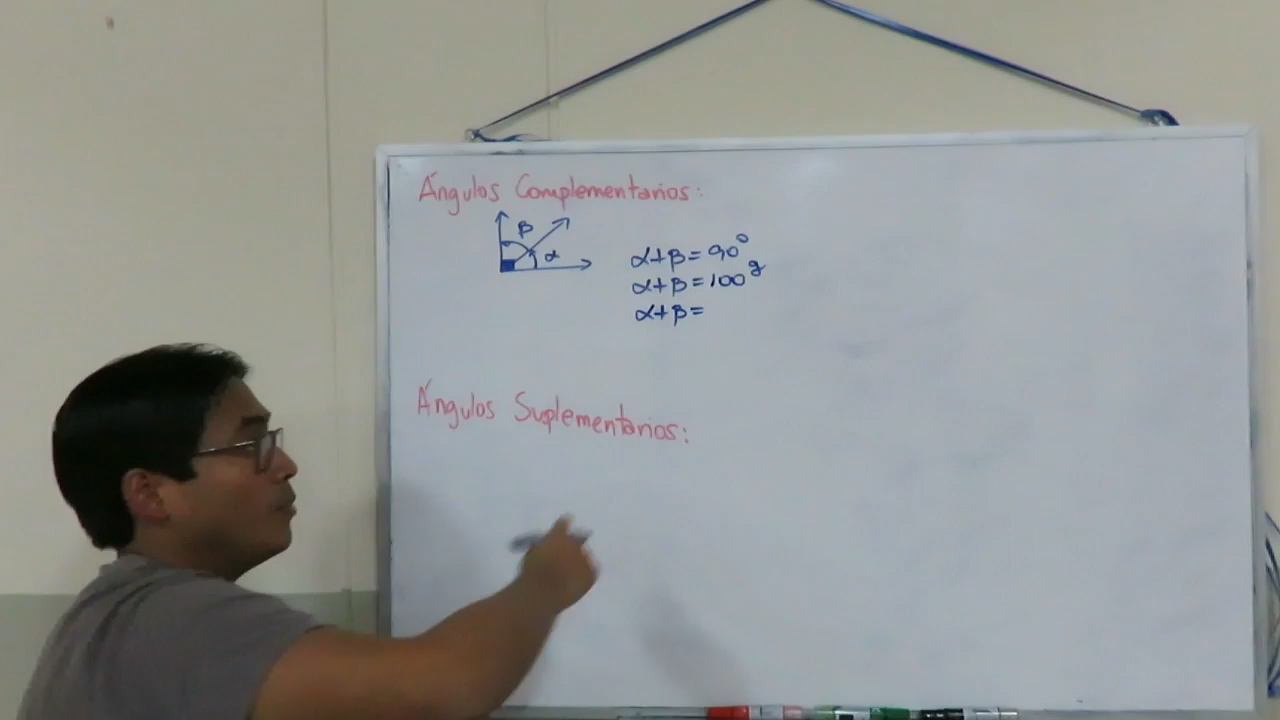 Ángulos Complementarios:
β
α
α+β=90°
α+β=100ᵍ
α+β=
Ángulos Suplementarios: